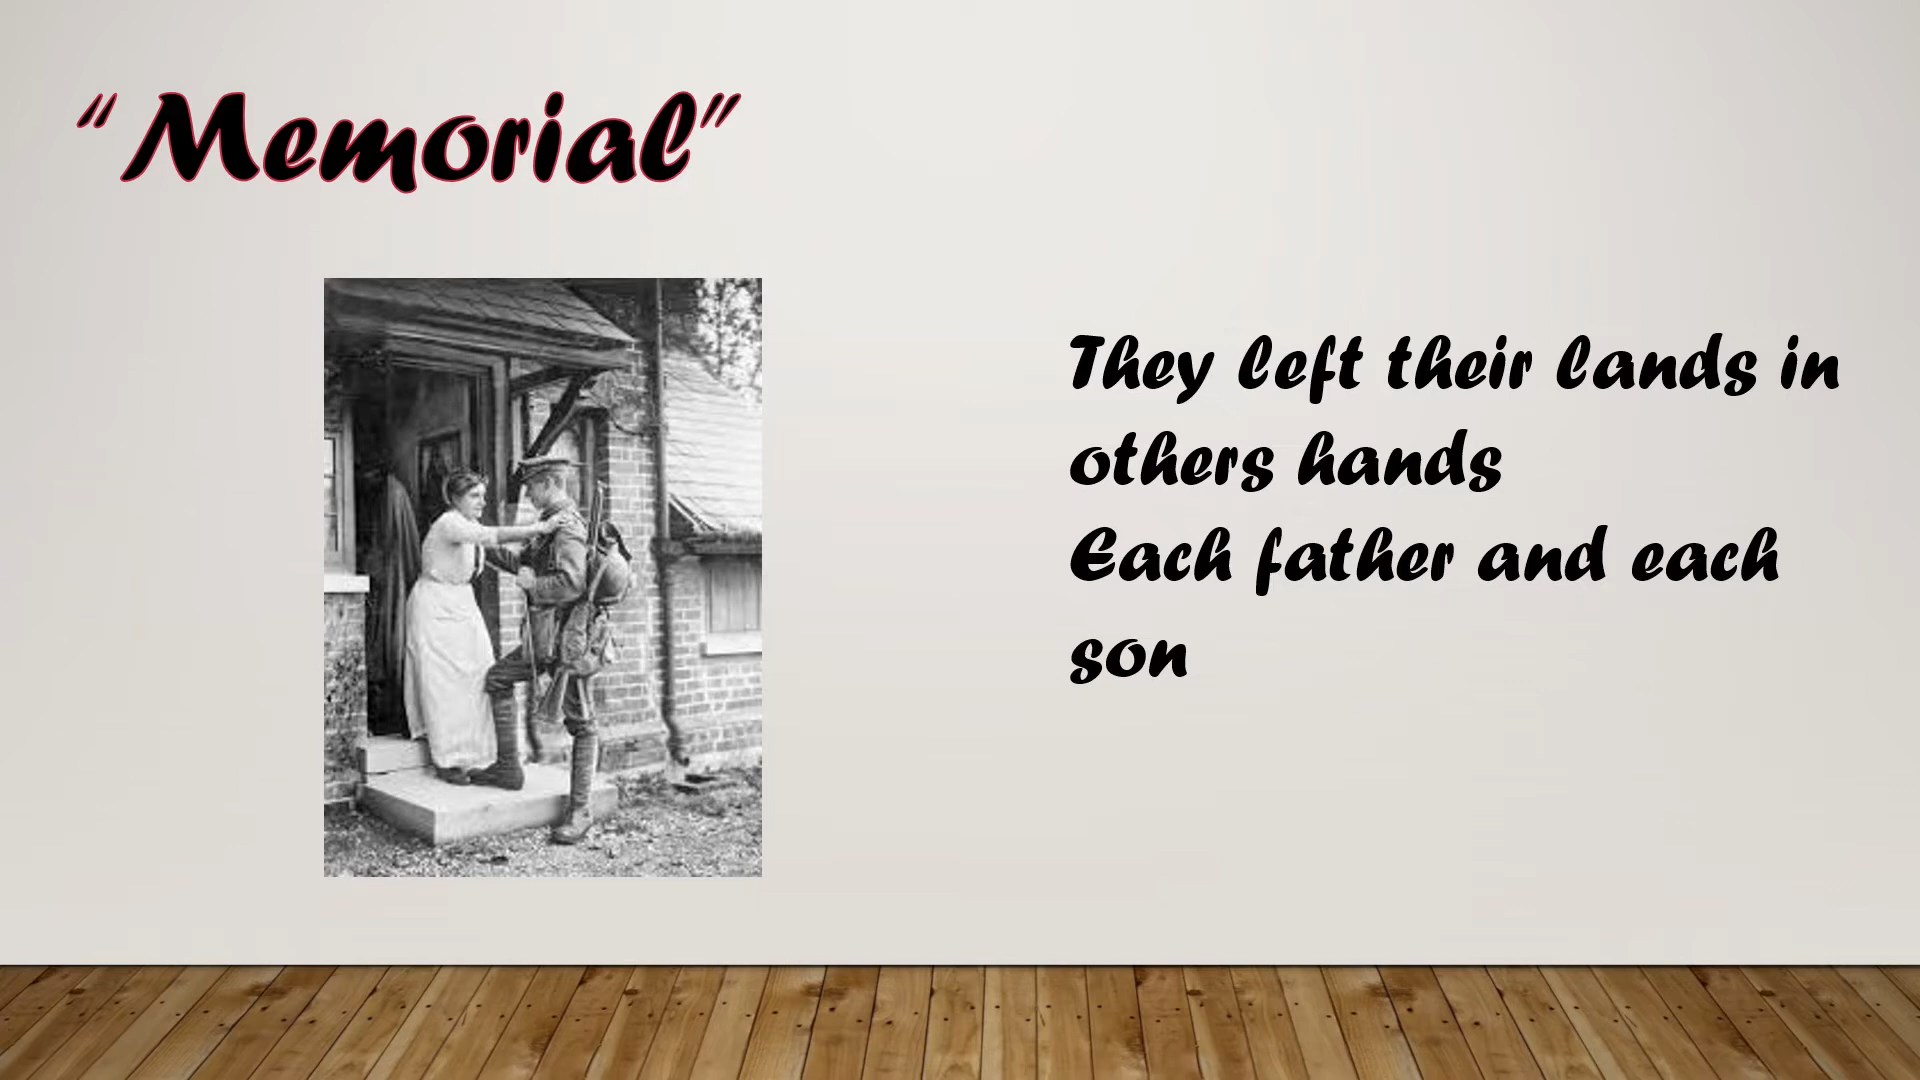 “Memorial”
They left their lands in
others hands
Each father and each
son